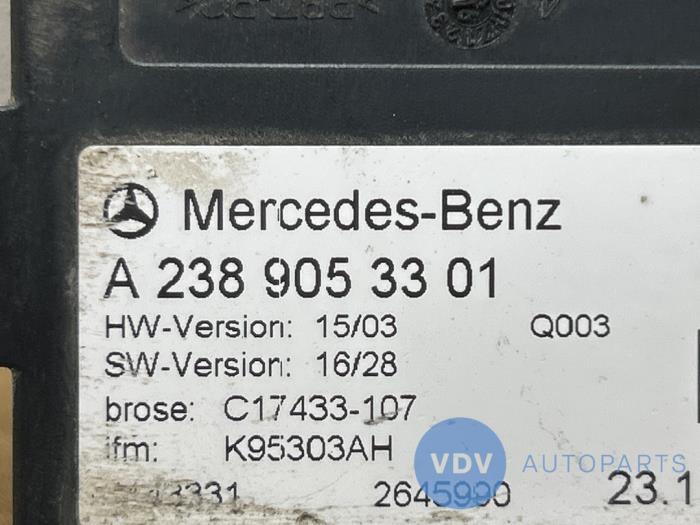 Mercedes-Benz
A 238 905 33 01
HW-Version: 15/03 Q003
SW-Version: 16/28
brose: C17433-107
ifm: K95303AH
2645990 23.1
VDV AUTOPARTS